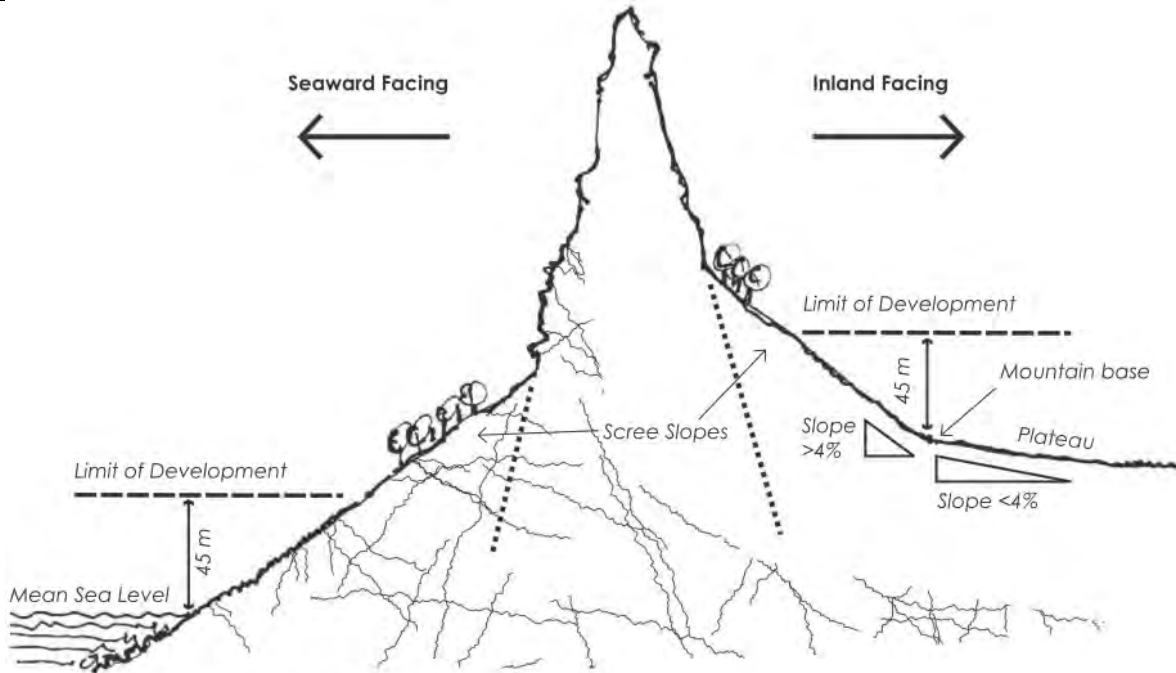 Seaward Facing
Inland Facing
Limit of Development
45 m
Mountain base
Scree Slopes
Slope
>4%
Plateau
Slope <4%
Limit of Development
45 m
Mean Sea Level